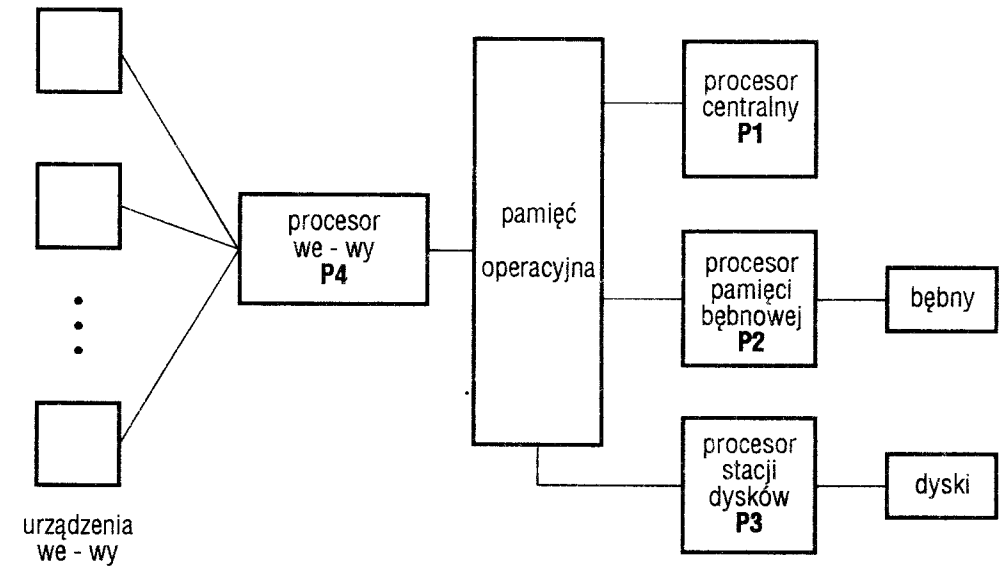 procesor
centralny
P1
pamięć
operacyjna
procesor
we - wy
P4
procesor
pamięci
bębnowej
P2
bębny
procesor
stacji
dysków
P3
dyski
urządzenia
we - wy